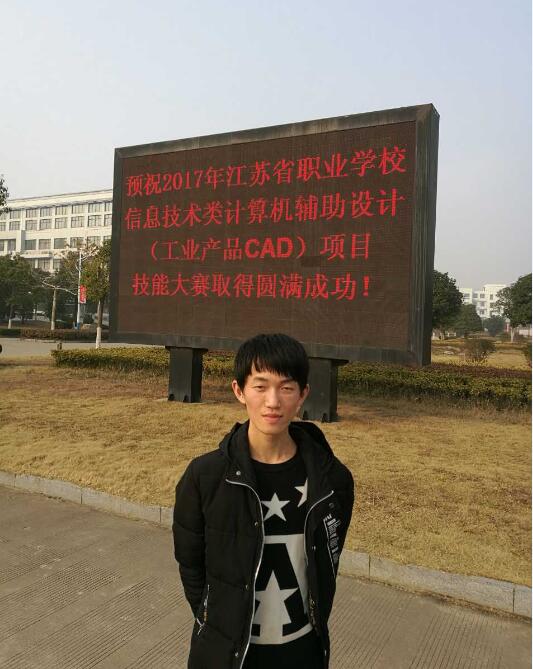 预祝2017年江苏省职业学校
信息技术类计算机辅助设计
（工业产品CAD）项目
技能大赛取得圆满成功！
A